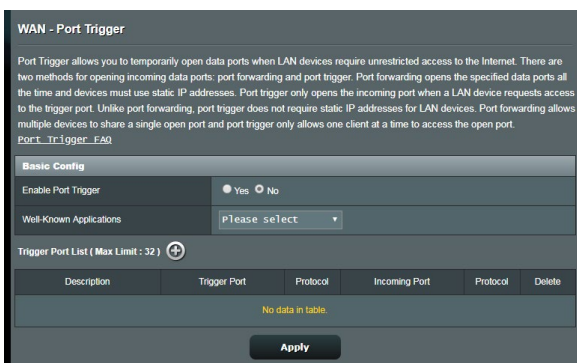 WAN - Port Trigger
Port Trigger allows you to temporarily open data ports when LAN devices require unrestricted access to the Internet. There are
two methods for opening incoming data ports: port forwarding and port trigger. Port forwarding opens the specified data ports all
the time and devices must use static IP addresses. Port trigger only opens the incoming port when a LAN device requests access
to the trigger port. Unlike port forwarding, port trigger does not require static IP addresses for LAN devices. Port forwarding allows
multiple devices to share a single open port and port trigger only allows one client at a time to access the open port.
Port Trigger FAQ
Basic Config
Enable Port Trigger Yes No
Well-Known Applications Please select
Trigger Port List ( Max Limit : 32 )
Description Trigger Port Protocol Incoming Port Protocol Delete
No data in table.
Apply